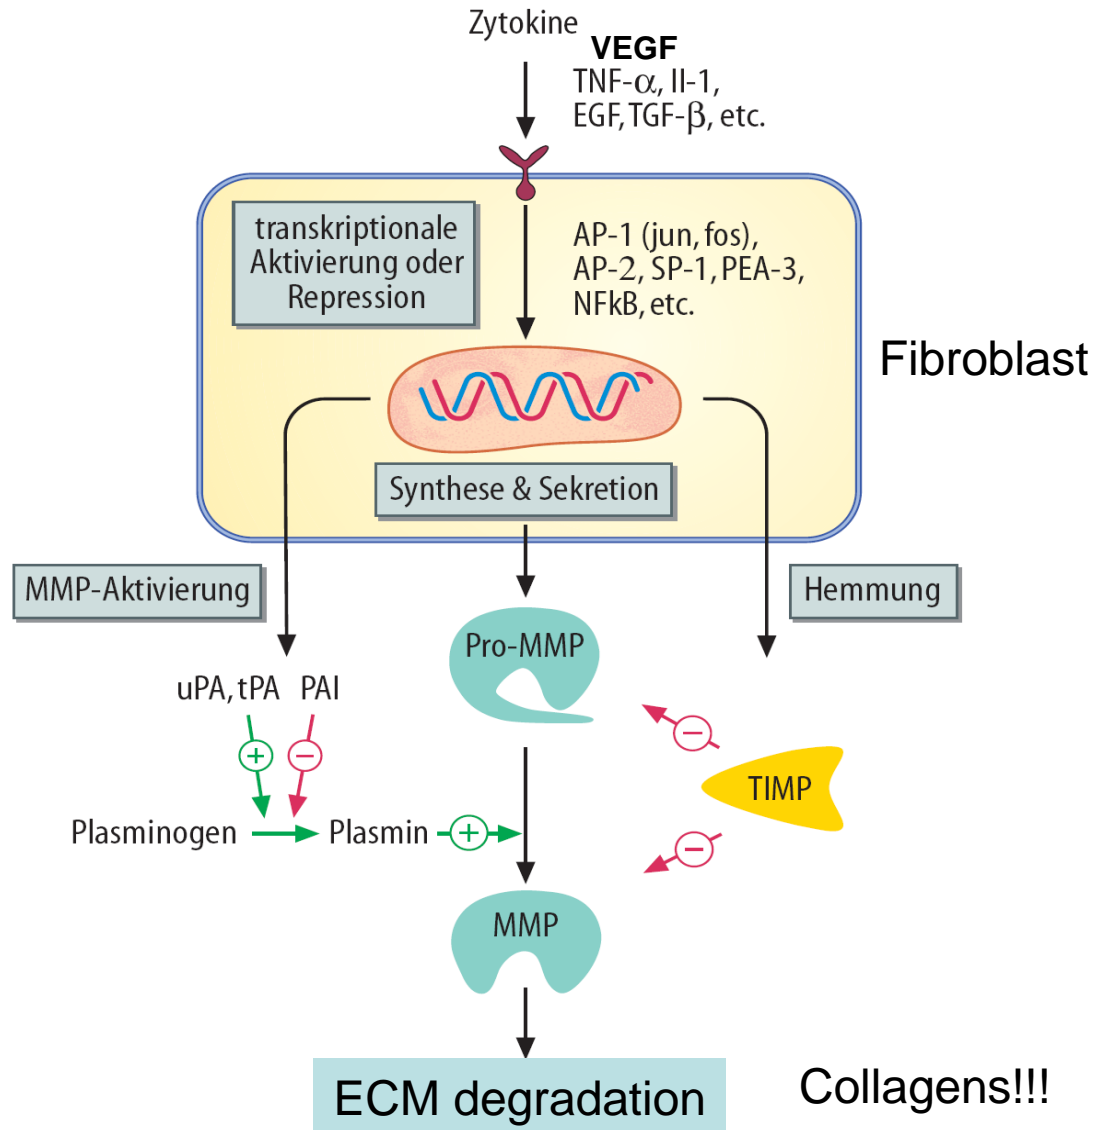 Zytokine
VEGF
TNF-α, Il-1,
EGF, TGF-β, etc.
transkriptionale
Aktivierung oder
Repression
AP-1 (jun, fos),
AP-2, SP-1, PEA-3,
NFkB, etc.
Fibroblast
Synthese & Sekretion
MMP-Aktivierung
Hemmung
Pro-MMP
uPA, tPA PAI
+ −
−
TIMP
Plasminogen Plasmin +
−
MMP
ECM degradation
Collagens!!!